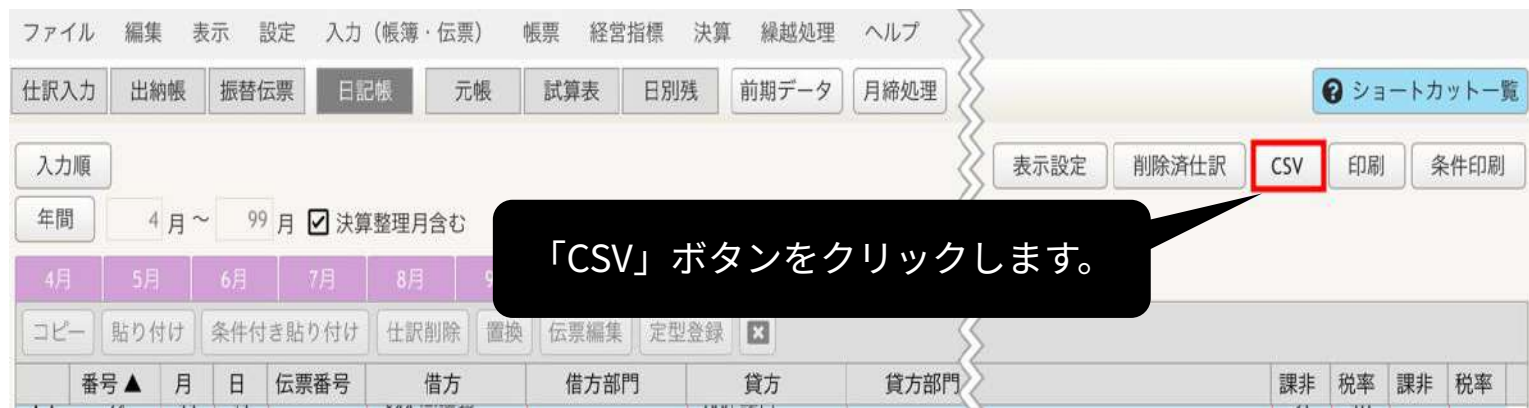 ファイル 編集 表示 設定 入力（帳簿・伝票） 帳票 経営指標 決算 繰越処理 ヘルプ
仕訳入力 出納帳 振替伝票 日記帳 元帳 試算表 日別残 前期データ 月締処理 ? ショートカット一覧
入力順 表示設定 削除済仕訳 CSV 印刷 条件印刷
年間 4 月 ～ 99 月 決算整理月含む
「CSV」ボタンをクリックします。
4月 5月 6月 7月 8月
コピー 貼り付け 条件付き貼り付け 仕訳削除 置換 伝票編集 定型登録
番号▲ 月 日 伝票番号 借方 借方部門 貸方 貸方部門 課非 税率 課非 税率